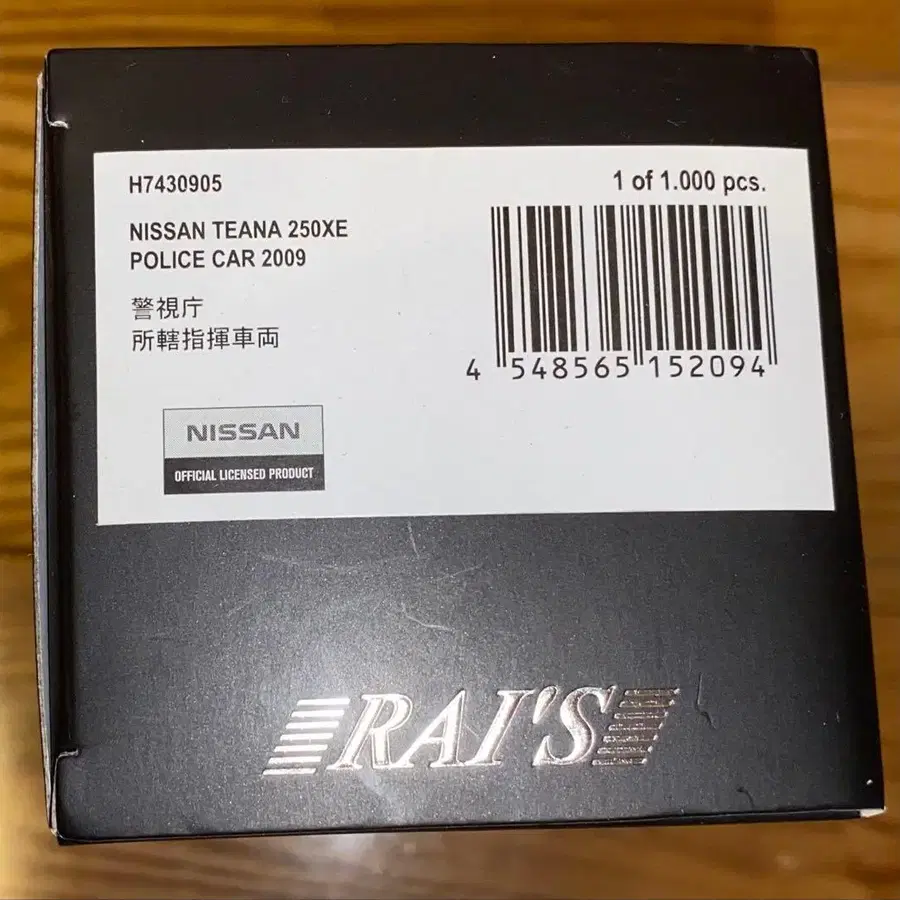 H7430905
1 of 1.000 pcs.
NISSAN TEANA 250XE
POLICE CAR 2009
警視庁
所轄指揮車両
4 548565 152094
NISSAN
OFFICIAL LICENSED PRODUCT
RAI'S